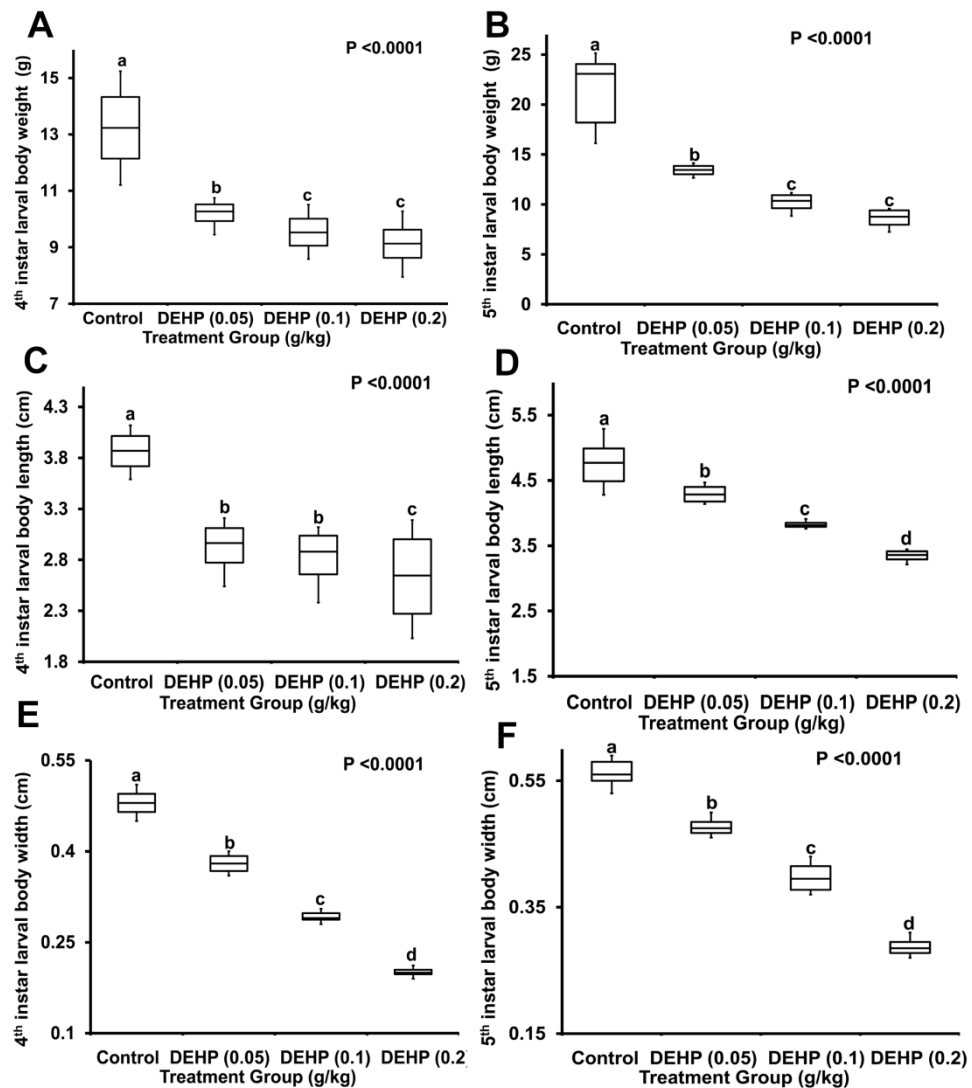 A
P <0.0001
4th instar larval body weight (g)
15
13
11
9
7
a
b
c
c
Control DEHP (0.05) DEHP (0.1) DEHP (0.2)
Treatment Group (g/kg)
B
P <0.0001
5th instar larval body weight (g)
25
20
15
10
5
0
a
b
c
c
Control DEHP (0.05) DEHP (0.1) DEHP (0.2)
Treatment Group (g/kg)
C
P <0.0001
4th instar larval body length (cm)
4.3
3.8
3.3
2.8
2.3
1.8
a
b
b
c
Control DEHP (0.05) DEHP (0.1) DEHP (0.2)
Treatment Group (g/kg)
D
P <0.0001
5th instar larval body length (cm)
5.5
4.5
3.5
2.5
1.5
a
b
c
d
Control DEHP (0.05) DEHP (0.1) DEHP (0.2)
Treatment Group (g/kg)
E
P <0.0001
4th instar larval body width (cm)
0.55
0.4
0.25
0.1
a
b
c
d
Control DEHP (0.05) DEHP (0.1) DEHP (0.2)
F
P <0.0001
5th instar larval body width (cm)
0.55
0.35
0.15
a
b
c
d
Control DEHP (0.05) DEHP (0.1) DEHP (0.2)